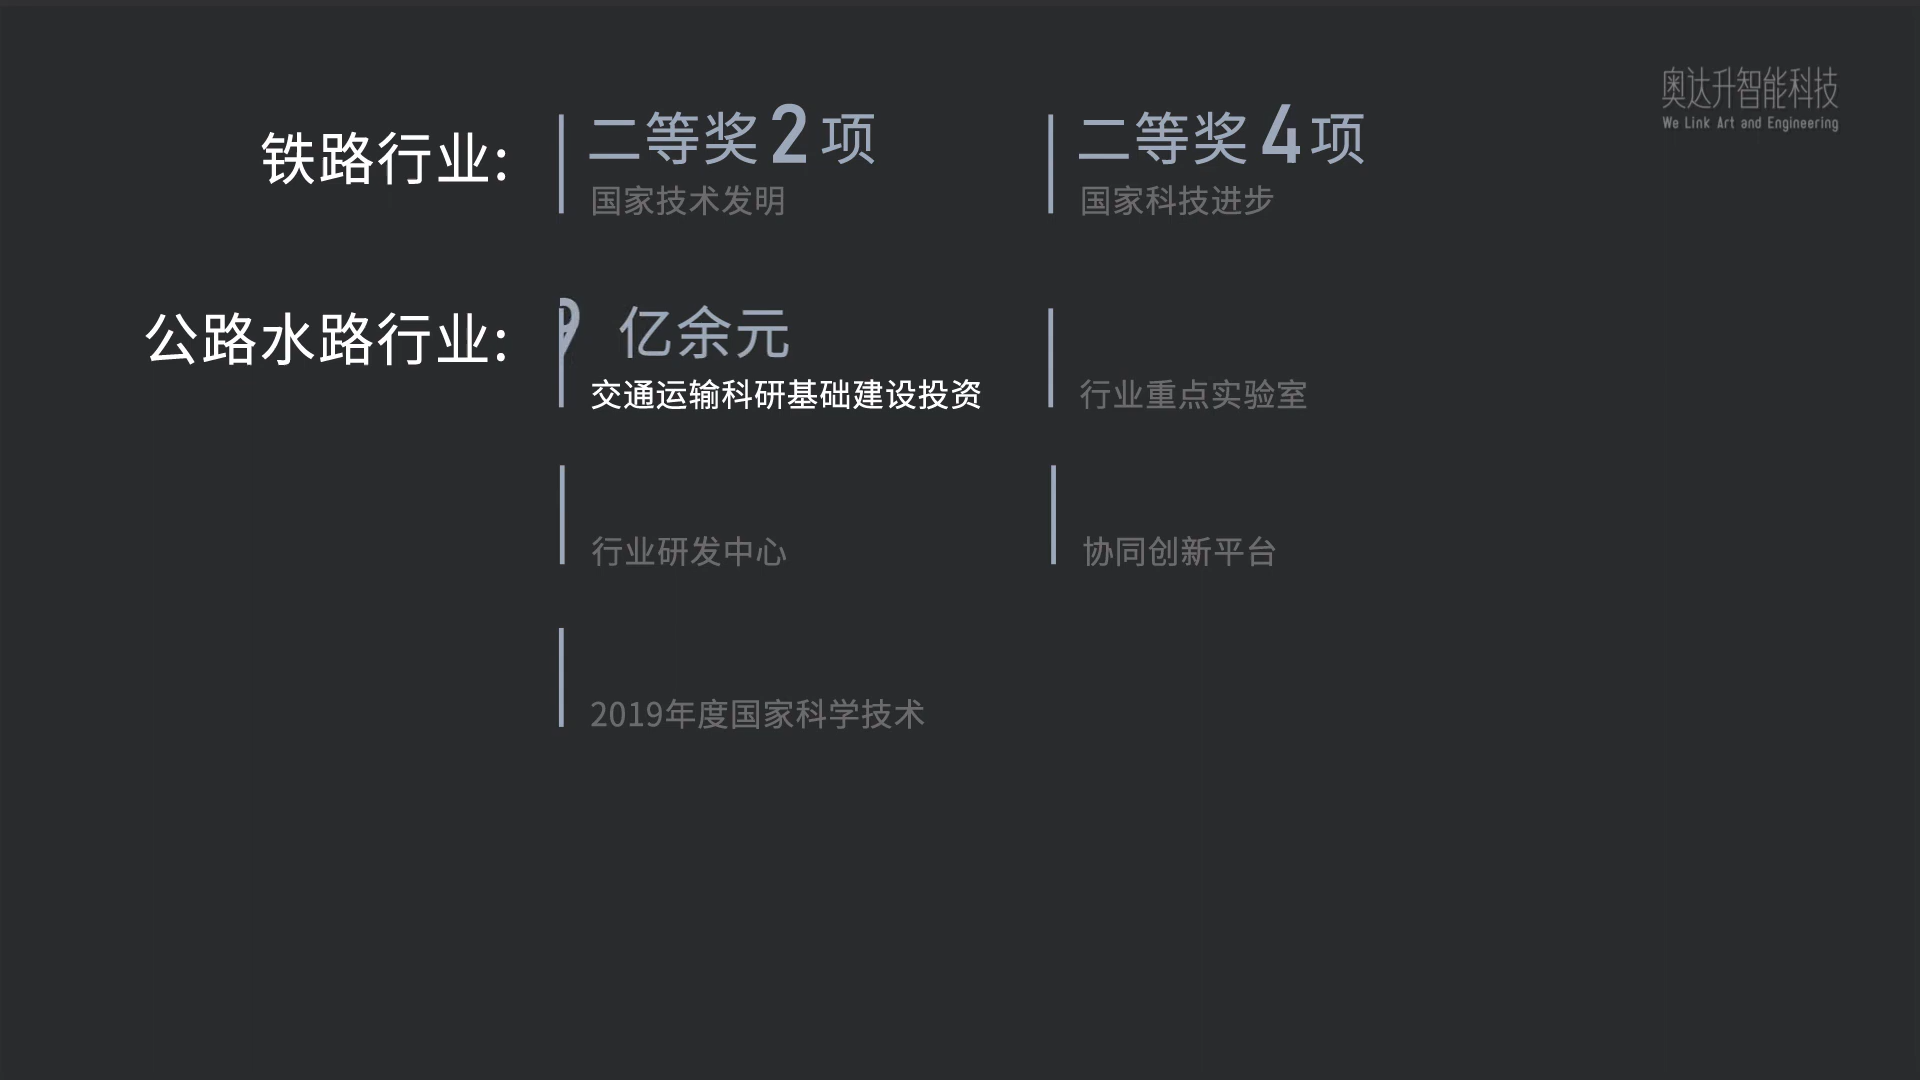 奥达升智能科技
We Link Art and Engineering
铁路行业:
二等奖2项
国家技术发明
二等奖4项
国家科技进步
公路水路行业:
亿余元
交通运输科研基础建设投资
行业重点实验室
行业研发中心
协同创新平台
2019年度国家科学技术